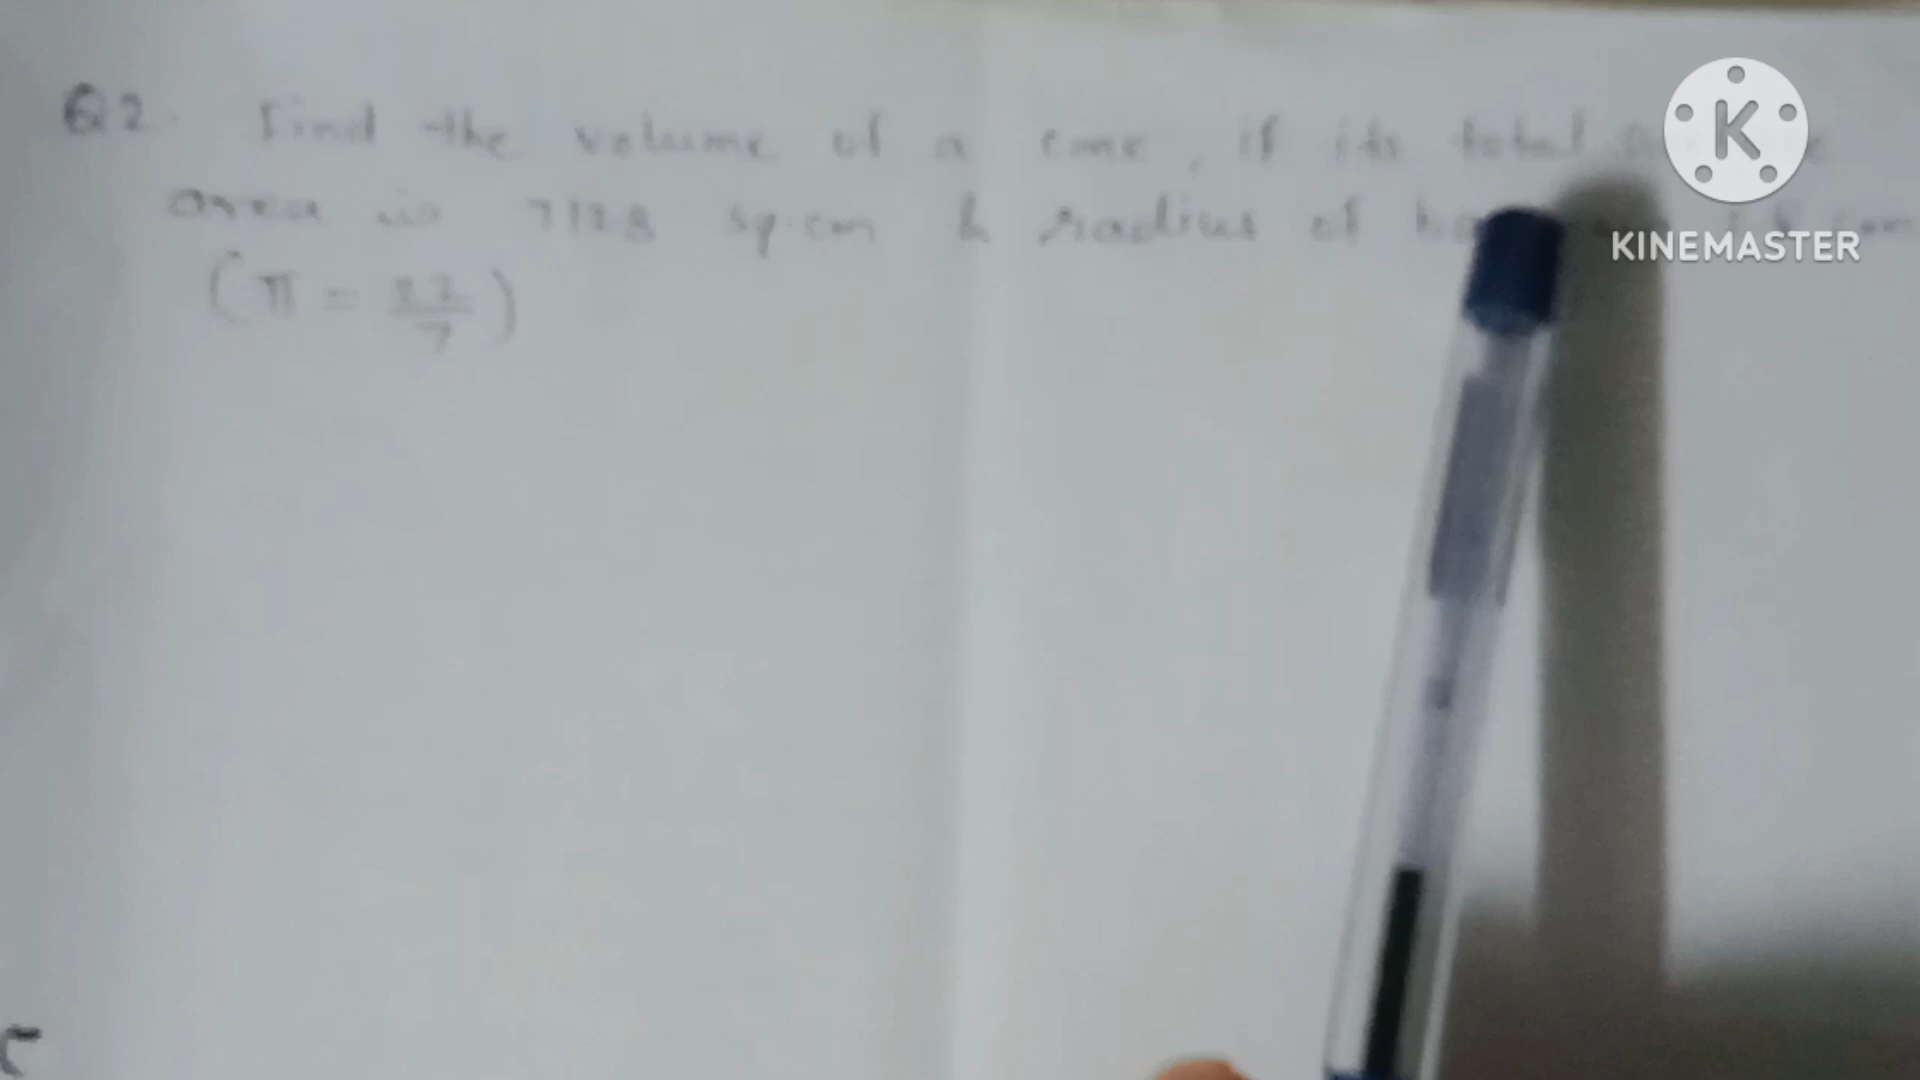 Q2. Find the volume of a cone, if its total
area is 7128 sq.cm & radius of
(π = 22/7)
KINEMASTER